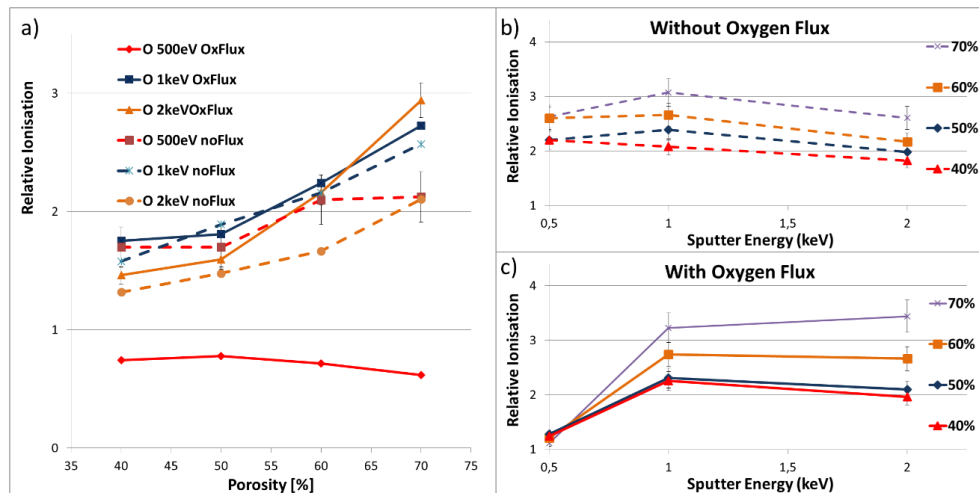 a)
O 500eV OxFlux
O 1keV OxFlux
O 2keVOxFlux
O 500eV noFlux
O 1keV noFlux
O 2keV noFlux
Relative Ionisation
3
2
1
0
35 40 45 50 55 60 65 70 75
Porosity [%]
b)
Without Oxygen Flux
Relative Ionisation
4
3
2
1
0,5 1 1,5 2
Sputter Energy (keV)
70%
60%
50%
40%
c)
With Oxygen Flux
Relative Ionisation
4
3
2
1
0,5 1 1,5 2
Sputter Energy (keV)
70%
60%
50%
40%